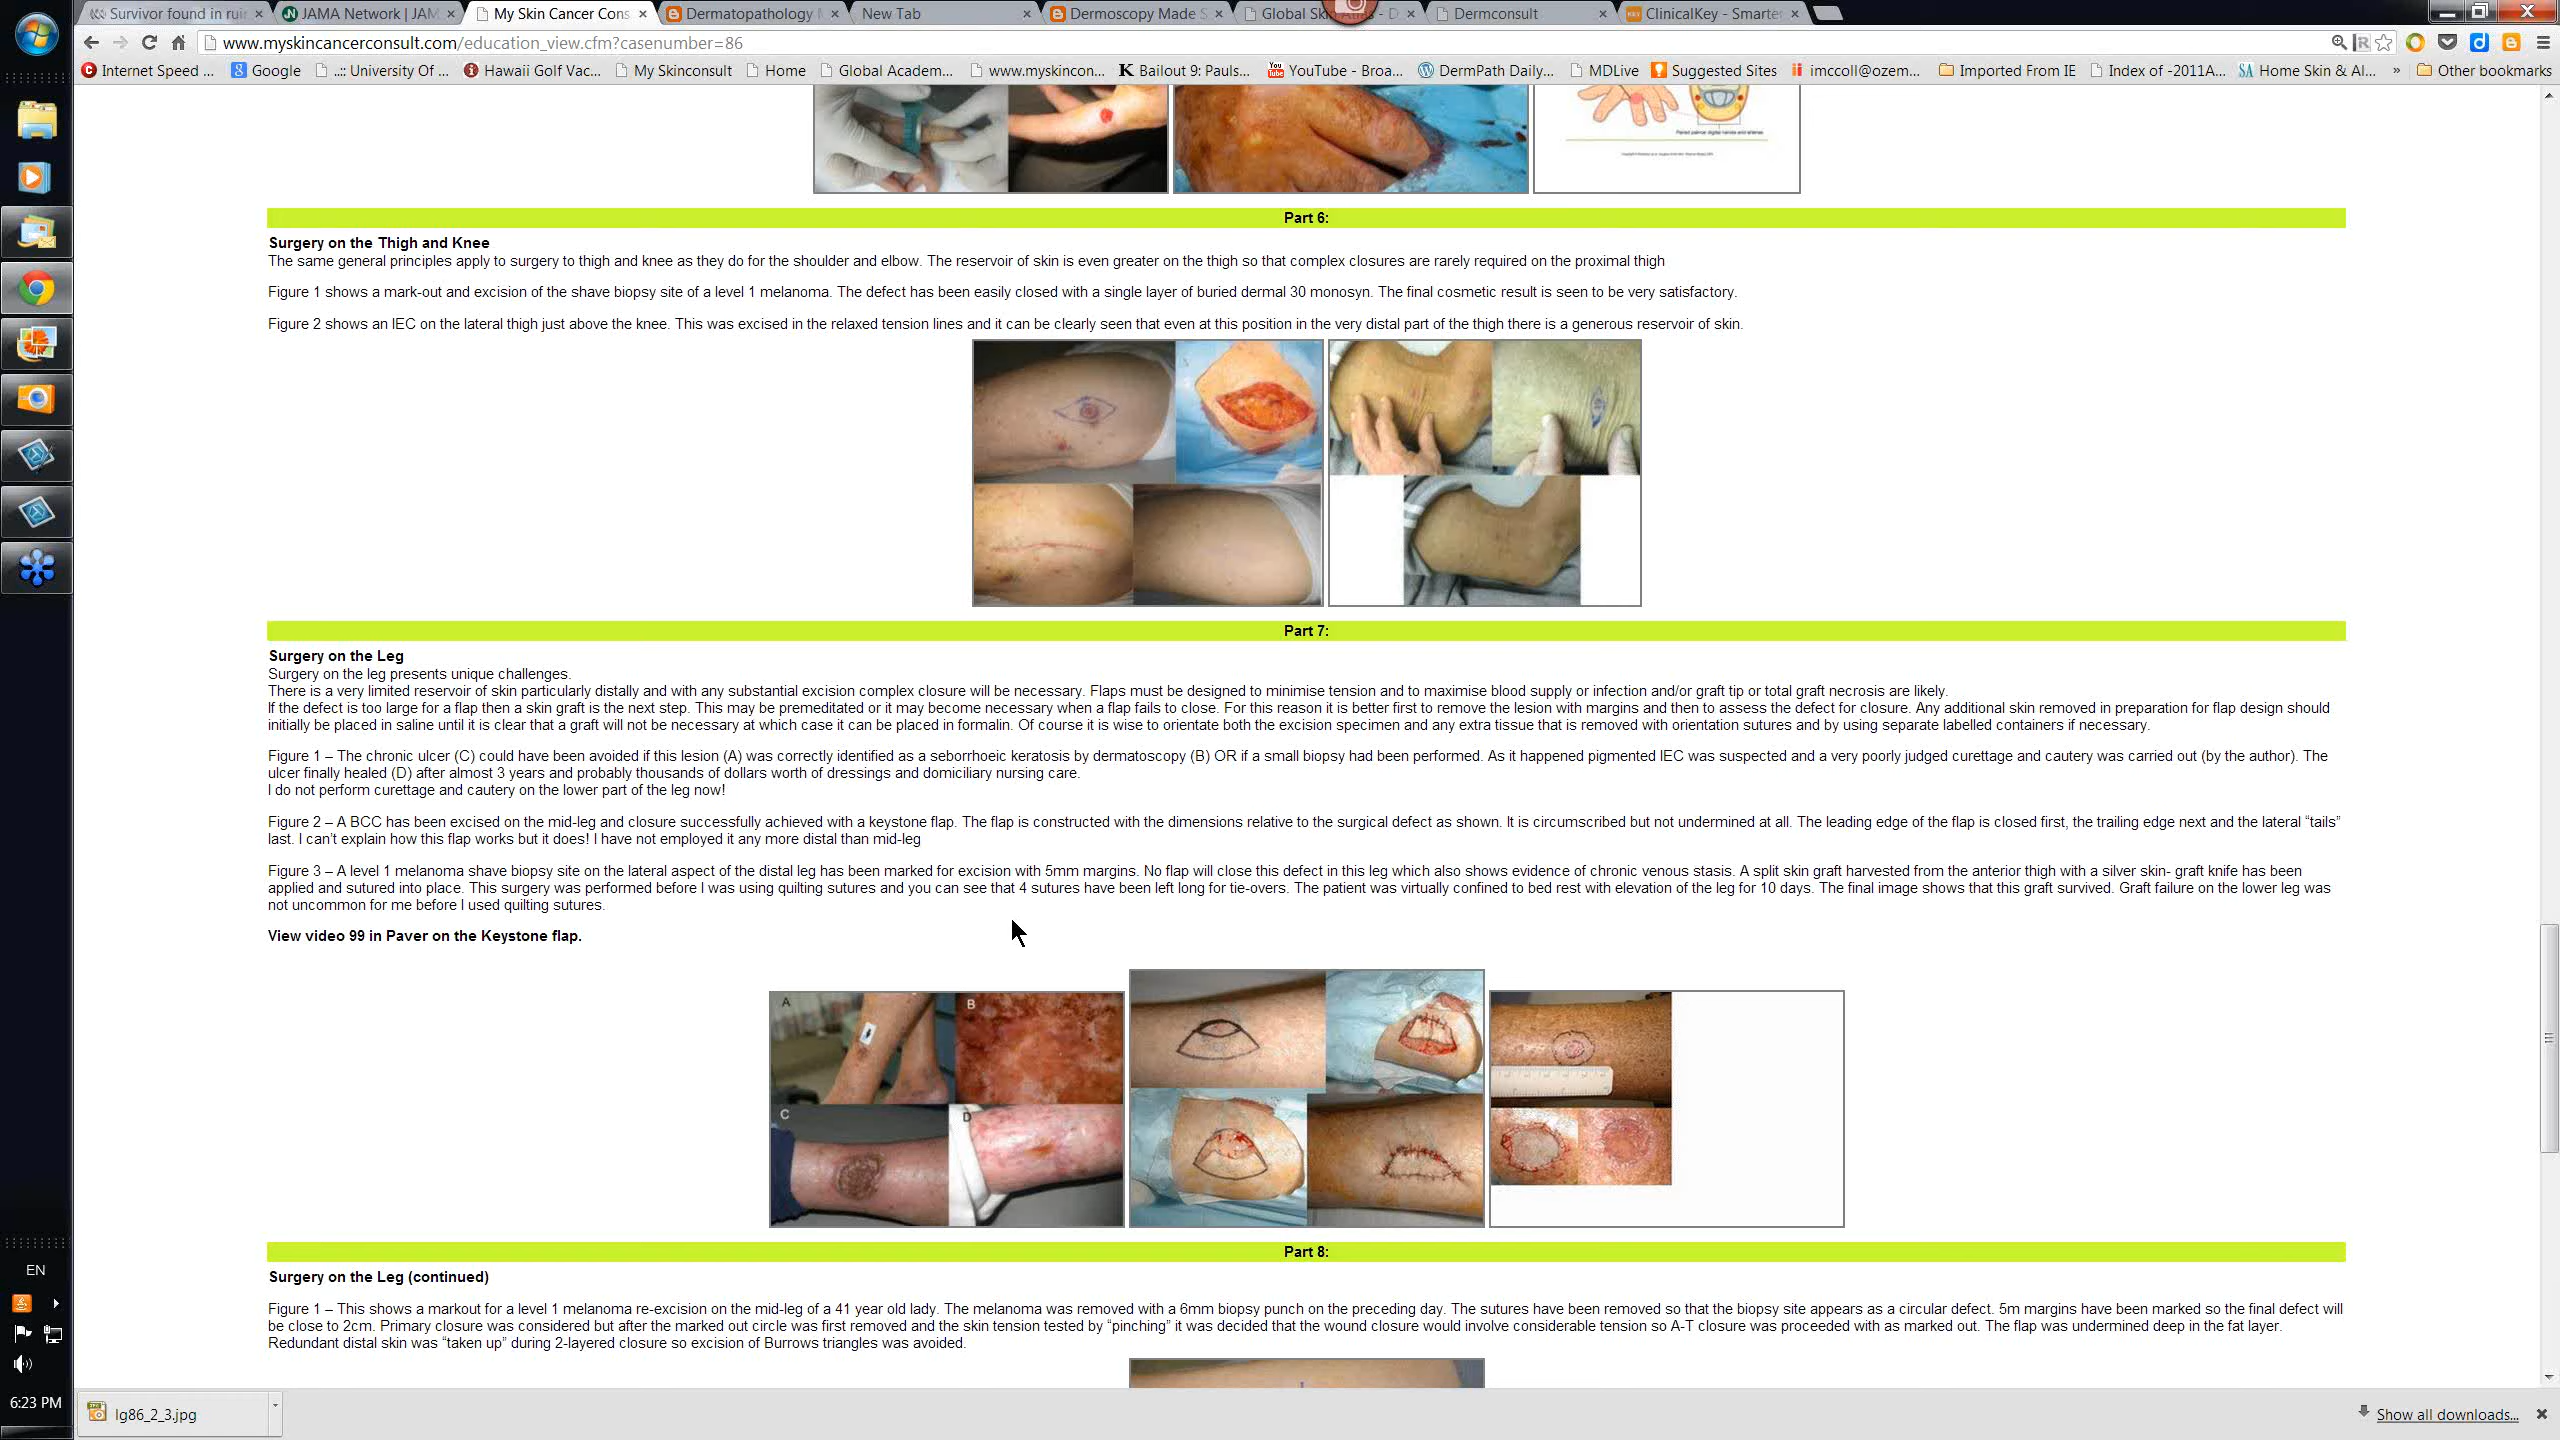 Survivor found in ruin
JAMA Network | JAM
My Skin Cancer Cons
Dermatopathology
New Tab
Dermoscopy Made S
Global Skin Atlas - D
Dermconsult
ClinicalKey - Smarter
www.myskincancerconsult.com/education_view.cfm?casenumber=86
Internet Speed ...
Google
..:: University Of ...
Hawaii Golf Vac...
My Skinconsult
Home
Global Academ...
www.myskincon...
Bailout 9: Pauls...
YouTube - Broa...
DermPath Daily...
MDLive
Suggested Sites
imccoll@ozem...
Imported From IE
Index of -2011A...
Home Skin & Al...
»
Other bookmarks
Part 6:
Surgery on the Thigh and Knee
The same general principles apply to surgery to thigh and knee as they do for the shoulder and elbow. The reservoir of skin is even greater on the thigh so that complex closures are rarely required on the proximal thigh
Figure 1 shows a mark-out and excision of the shave biopsy site of a level 1 melanoma. The defect has been easily closed with a single layer of buried dermal 30 monosyn. The final cosmetic result is seen to be very satisfactory.
Figure 2 shows an IEC on the lateral thigh just above the knee. This was excised in the relaxed tension lines and it can be clearly seen that even at this position in the very distal part of the thigh there is a generous reservoir of skin.
Part 7:
Surgery on the Leg
Surgery on the leg presents unique challenges.
There is a very limited reservoir of skin particularly distally and with any substantial excision complex closure will be necessary. Flaps must be designed to minimise tension and to maximise blood supply or infection and/or graft tip or total graft necrosis are likely.
If the defect is too large for a flap then a skin graft is the next step. This may be premeditated or it may become necessary when a flap fails to close. For this reason it is better first to remove the lesion with margins and then to assess the defect for closure. Any additional skin removed in preparation for flap design should
initially be placed in saline until it is clear that a graft will not be necessary at which case it can be placed in formalin. Of course it is wise to orientate both the excision specimen and any extra tissue that is removed with orientation sutures and by using separate labelled containers if necessary.
Figure 1 – The chronic ulcer (C) could have been avoided if this lesion (A) was correctly identified as a seborrhoeic keratosis by dermatoscopy (B) OR if a small biopsy had been performed. As it happened pigmented IEC was suspected and a very poorly judged curettage and cautery was carried out (by the author). The
ulcer finally healed (D) after almost 3 years and probably thousands of dollars worth of dressings and domiciliary nursing care.
I do not perform curettage and cautery on the lower part of the leg now!
Figure 2 – A BCC has been excised on the mid-leg and closure successfully achieved with a keystone flap. The flap is constructed with the dimensions relative to the surgical defect as shown. It is circumscribed but not undermined at all. The leading edge of the flap is closed first, the trailing edge next and the lateral “tails”
last. I can’t explain how this flap works but it does! I have not employed it any more distal than mid-leg
Figure 3 – A level 1 melanoma shave biopsy site on the lateral aspect of the distal leg has been marked for excision with 5mm margins. No flap will close this defect in this leg which also shows evidence of chronic venous stasis. A split skin graft harvested from the anterior thigh with a silver skin- graft knife has been
applied and sutured into place. This surgery was performed before I was using quilting sutures and you can see that 4 sutures have been left long for tie-overs. The patient was virtually confined to bed rest with elevation of the leg for 10 days. The final image shows that this graft survived. Graft failure on the lower leg was
not uncommon for me before I used quilting sutures.
View video 99 in Paver on the Keystone flap.
A
B
C
D
Part 8:
Surgery on the Leg (continued)
Figure 1 – This shows a markout for a level 1 melanoma re-excision on the mid-leg of a 41 year old lady. The melanoma was removed with a 6mm biopsy punch on the preceding day. The sutures have been removed so that the biopsy site appears as a circular defect. 5m margins have been marked so the final defect will
be close to 2cm. Primary closure was considered but after the marked out circle was first removed and the skin tension tested by “pinching” it was decided that the wound closure would involve considerable tension so A-T closure was proceeded with as marked out. The flap was undermined deep in the fat layer.
Redundant distal skin was “taken up” during 2-layered closure so excision of Burrows triangles was avoided.
EN
6:23 PM
lg86_2_3.jpg
Show all downloads...